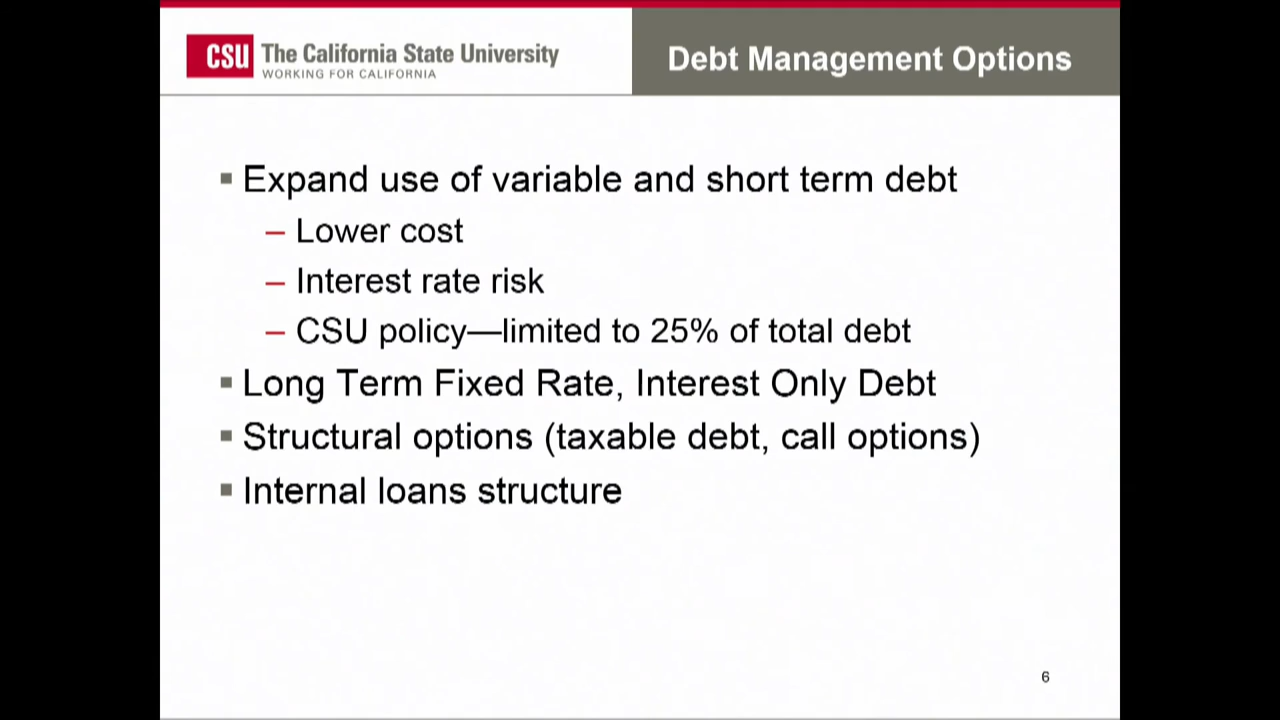 CSU The California State University
WORKING FOR CALIFORNIA
Debt Management Options
▪ Expand use of variable and short term debt
– Lower cost
– Interest rate risk
– CSU policy—limited to 25% of total debt
▪ Long Term Fixed Rate, Interest Only Debt
▪ Structural options (taxable debt, call options)
▪ Internal loans structure
6